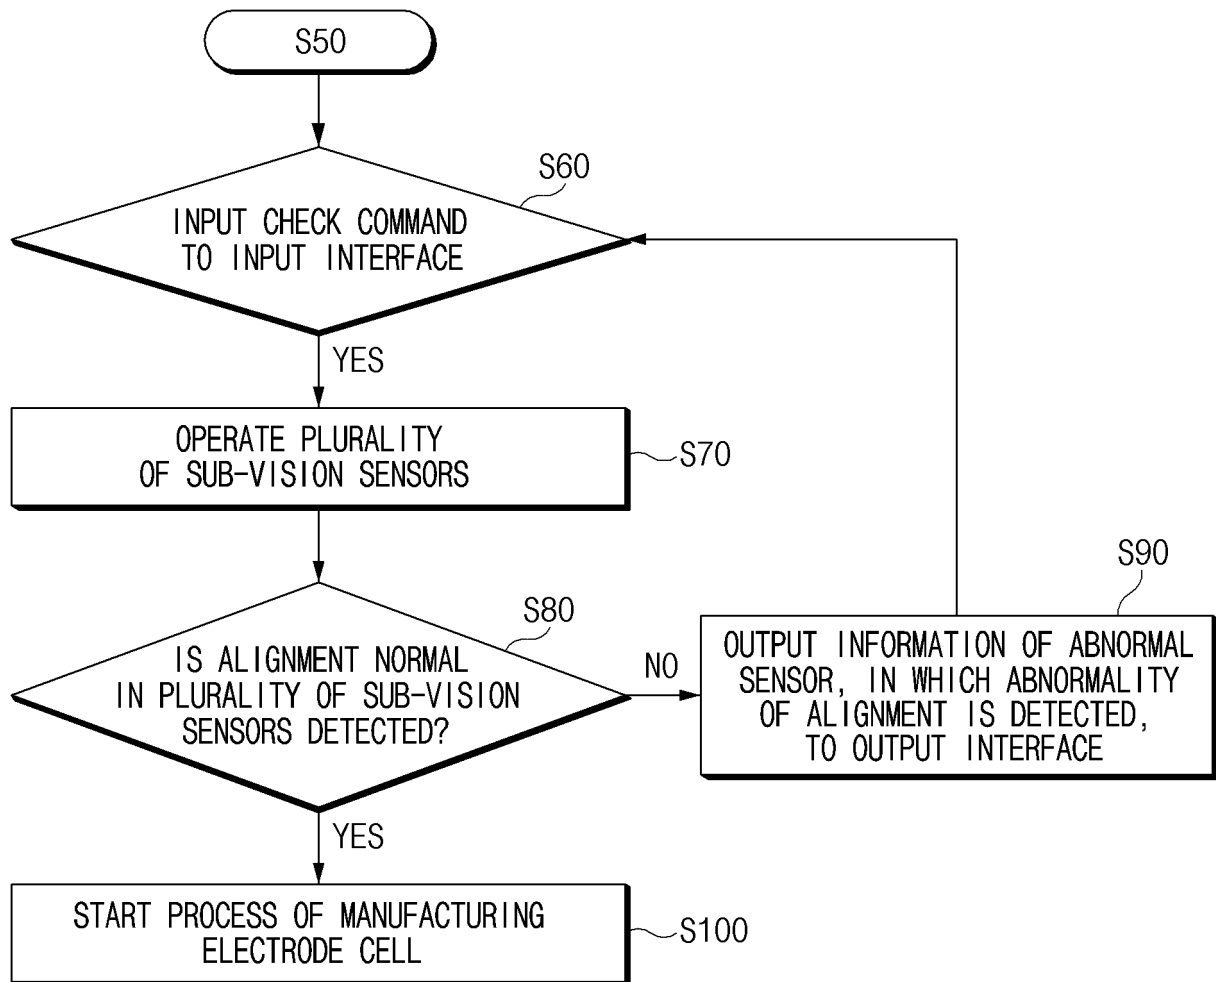 S50
S60
INPUT CHECK COMMAND
TO INPUT INTERFACE
YES
OPERATE PLURALITY
OF SUB-VISION SENSORS
S70
S80
IS ALIGNMENT NORMAL
IN PLURALITY OF SUB-VISION
SENSORS DETECTED?
NO
S90
OUTPUT INFORMATION OF ABNORMAL
SENSOR, IN WHICH ABNORMALITY
OF ALIGNMENT IS DETECTED,
TO OUTPUT INTERFACE
YES
START PROCESS OF MANUFACTURING
ELECTRODE CELL
S100